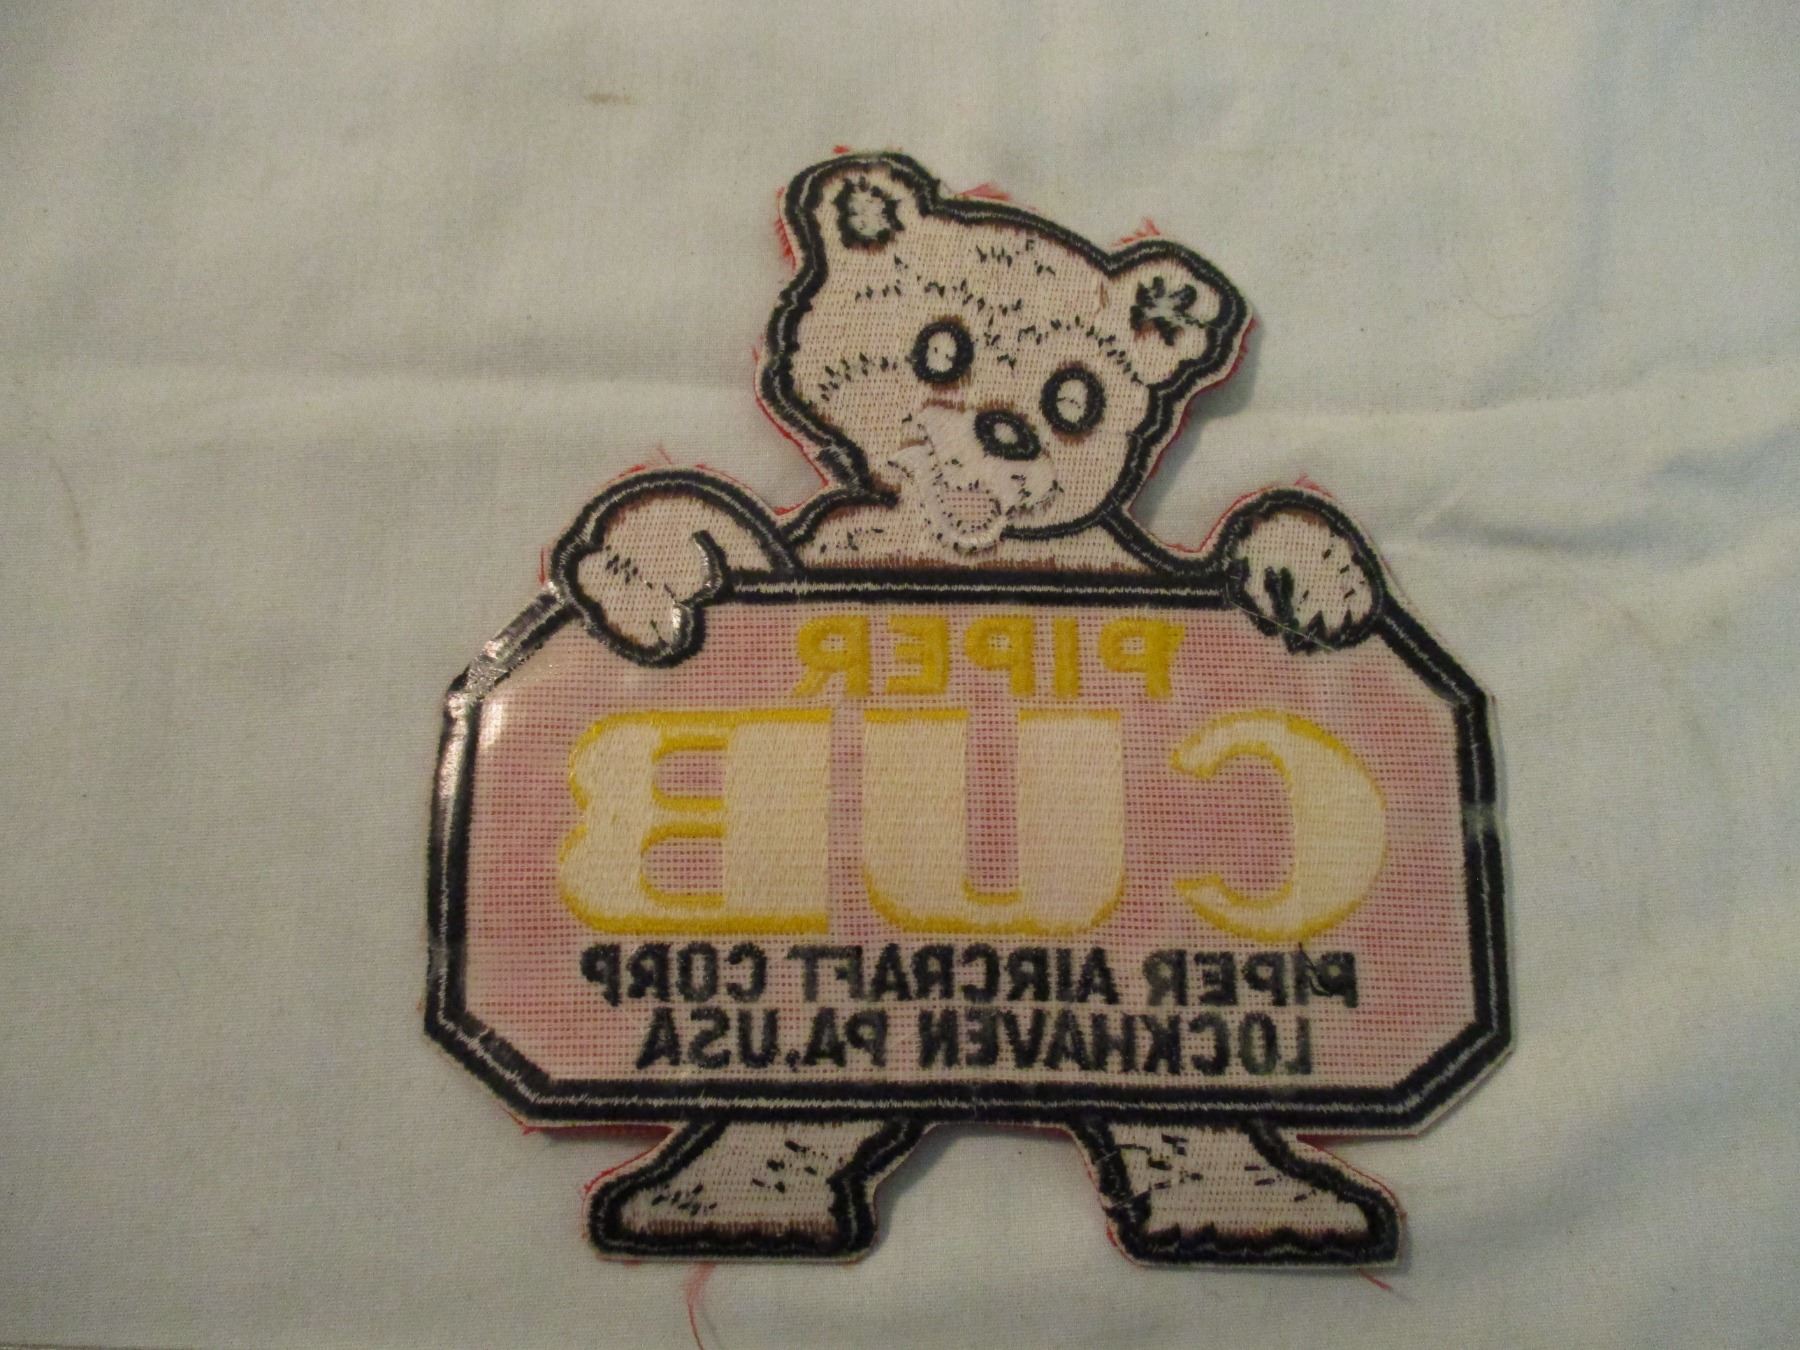 PIPER
CUB
PIPER AIRCRAFT CORP
LOCKHAVEN PA,USA